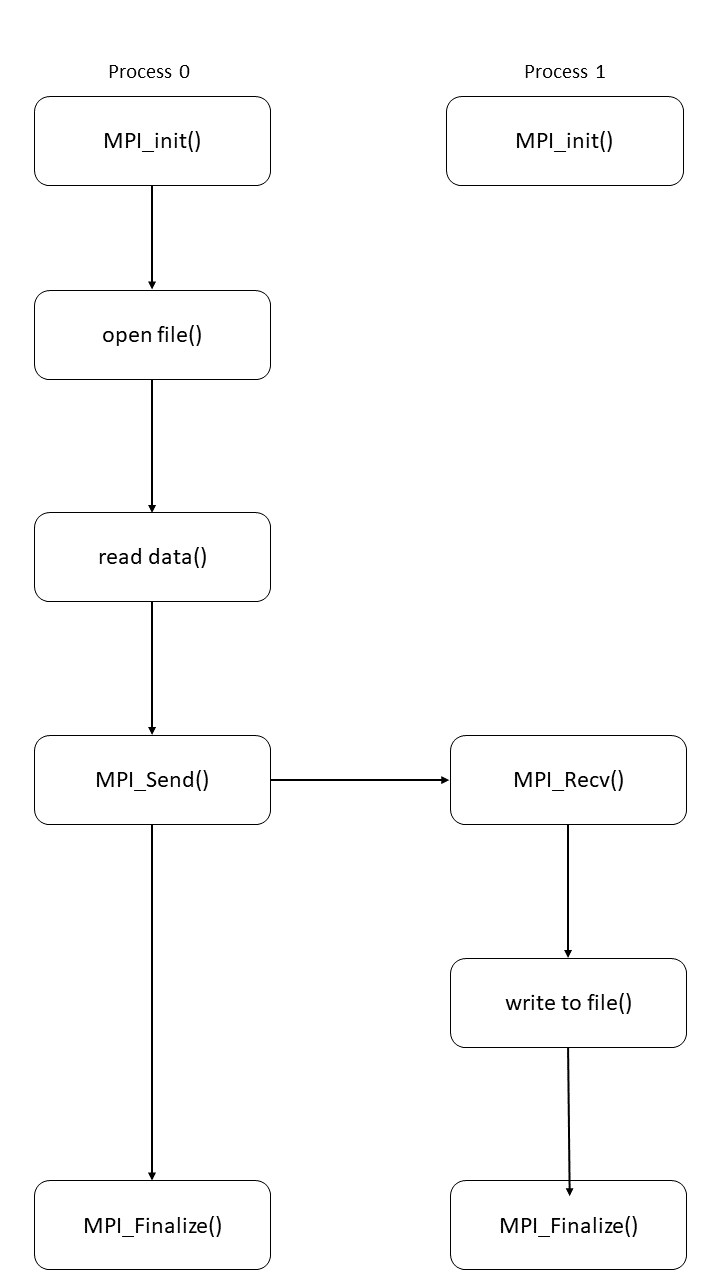 Process 0
Process 1
MPI_init()
MPI_init()
open file()
read data()
MPI_Send()
MPI_Recv()
write to file()
MPI_Finalize()
MPI_Finalize()